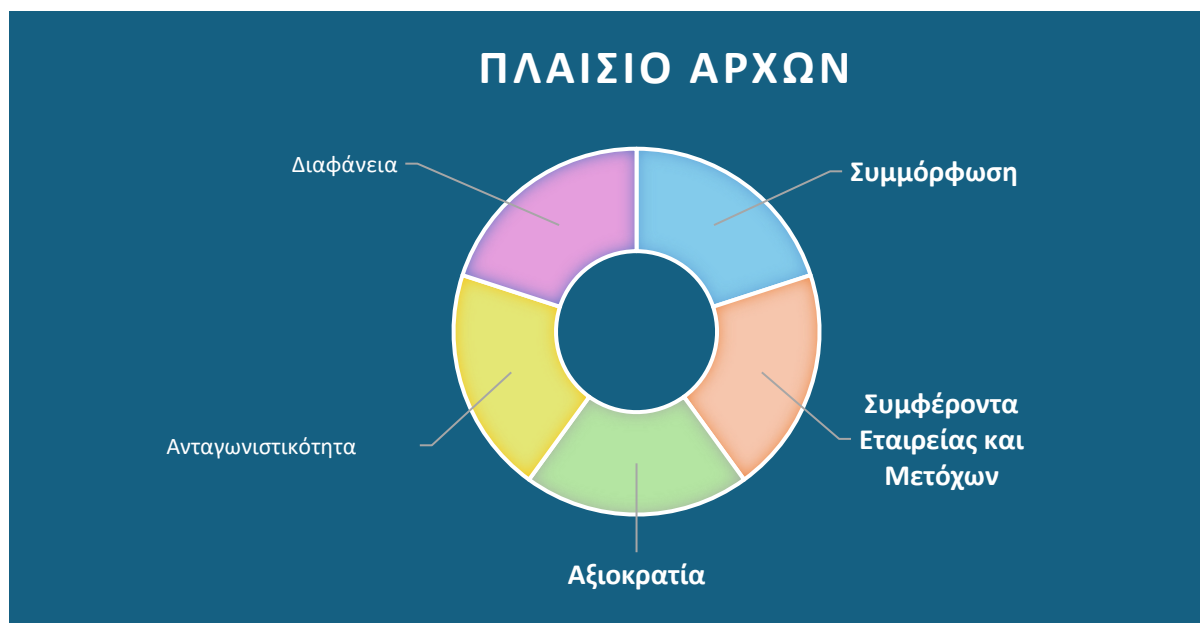 ΠΛΑΙΣΙΟ ΑΡΧΩΝ
Διαφάνεια
Συμμόρφωση
Συμφέροντα
Εταιρείας και
Μετόχων
Ανταγωνιστικότητα
Αξιοκρατία